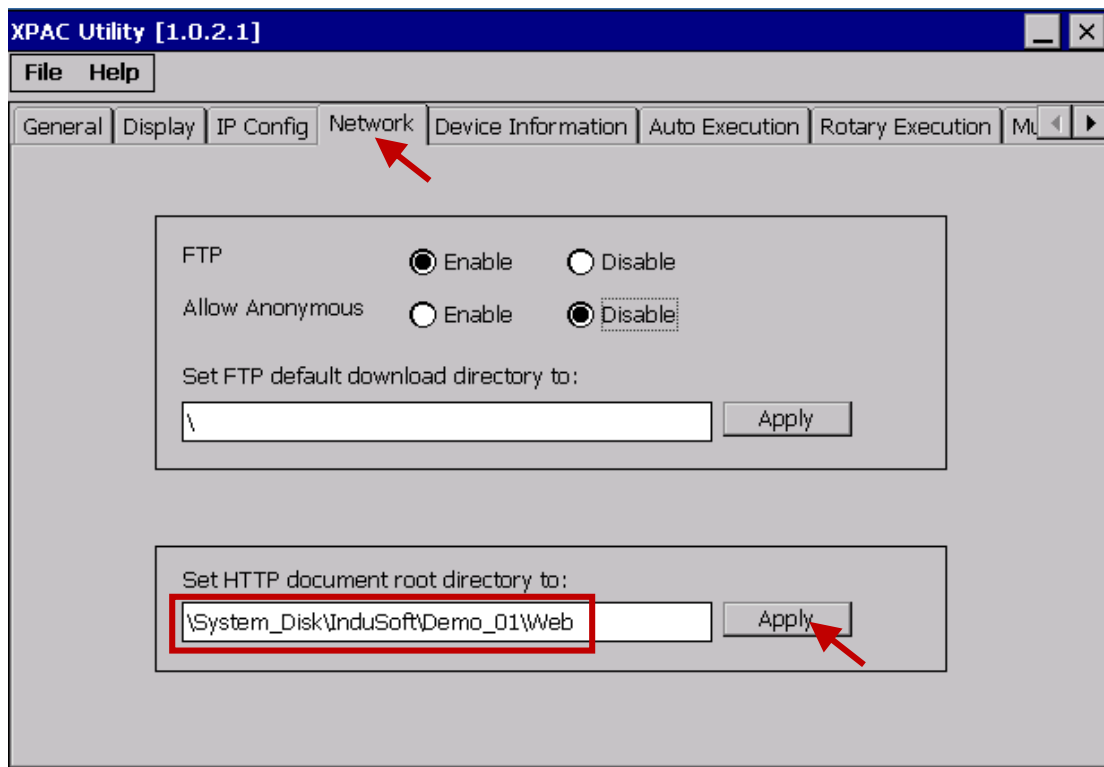 XPAC Utility [1.0.2.1]
File Help
General Display IP Config Network Device Information Auto Execution Rotary Execution
FTP Enable Disable
Allow Anonymous Enable Disable
Set FTP default download directory to:
\ Apply
Set HTTP document root directory to:
\System_Disk\InduSoft\Demo_01\Web Apply